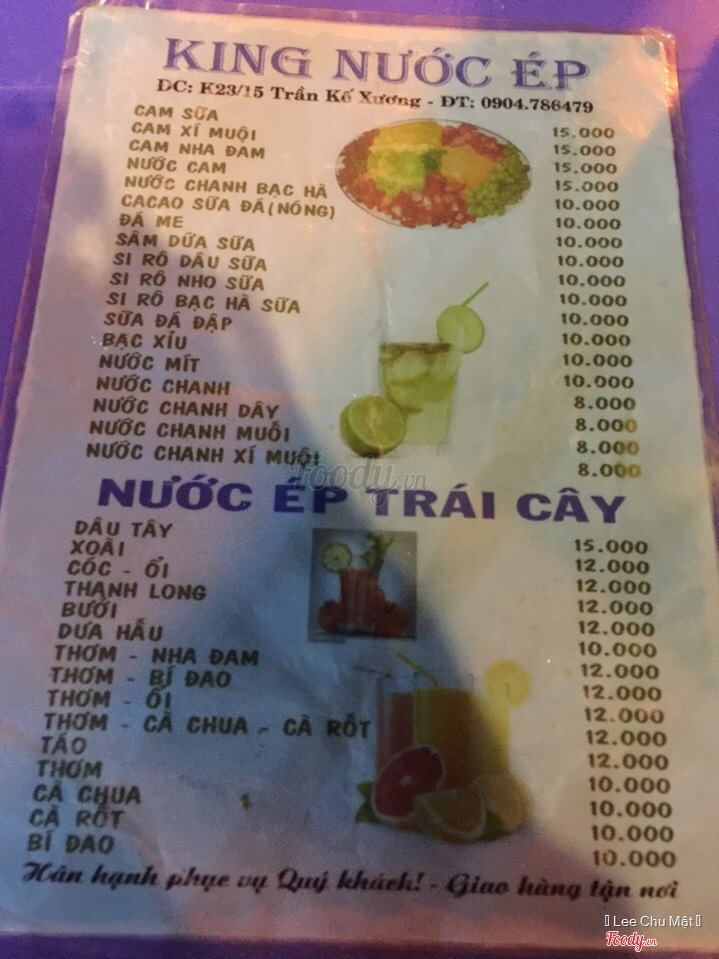 KING NƯỚC ÉP
DC: K23/15 Trần Kế Xương - ĐT: 0904.786479
CAM SỮA 15.000
CAM XÍ MUỘI 15.000
CAM NHA ĐAM 15.000
NƯỚC CAM 15.000
NƯỚC CHANH BẠC HÀ 10.000
CACAO SỮA ĐÁ(NÓNG) 10.000
ĐÁ ME 10.000
SÂM DỨA SỮA 10.000
SI RÔ DÂU SỮA 10.000
SI RÔ NHO SỮA 10.000
SI RÔ BẠC HÀ SỮA 10.000
SỮA ĐÁ ĐẬP 10.000
BẠC XỈU 10.000
NƯỚC MÍT 10.000
NƯỚC CHANH 8.000
NƯỚC CHANH DÂY 8.000
NƯỚC CHANH MUỐI 8.000
NƯỚC CHANH XÍ MUỘI 8.000
foody.vn
NƯỚC ÉP TRÁI CÂY
DÂU TÂY 15.000
XOÀI 12.000
CÓC - ỔI 12.000
THANH LONG 12.000
BƯỞI 12.000
DƯA HẤU 10.000
THƠM - NHA ĐAM 12.000
THƠM - BÍ ĐAO 12.000
THƠM - ỔI 12.000
THƠM - CÀ CHUA - CÀ RỐT 12.000
TÁO 12.000
THƠM 10.000
CÀ CHUA 10.000
CÀ RỐT 10.000
BÍ ĐAO 10.000
Hân hạnh phục vụ Quý khách! - Giao hàng tận nơi
Lee Chu Mật
Foody.vn